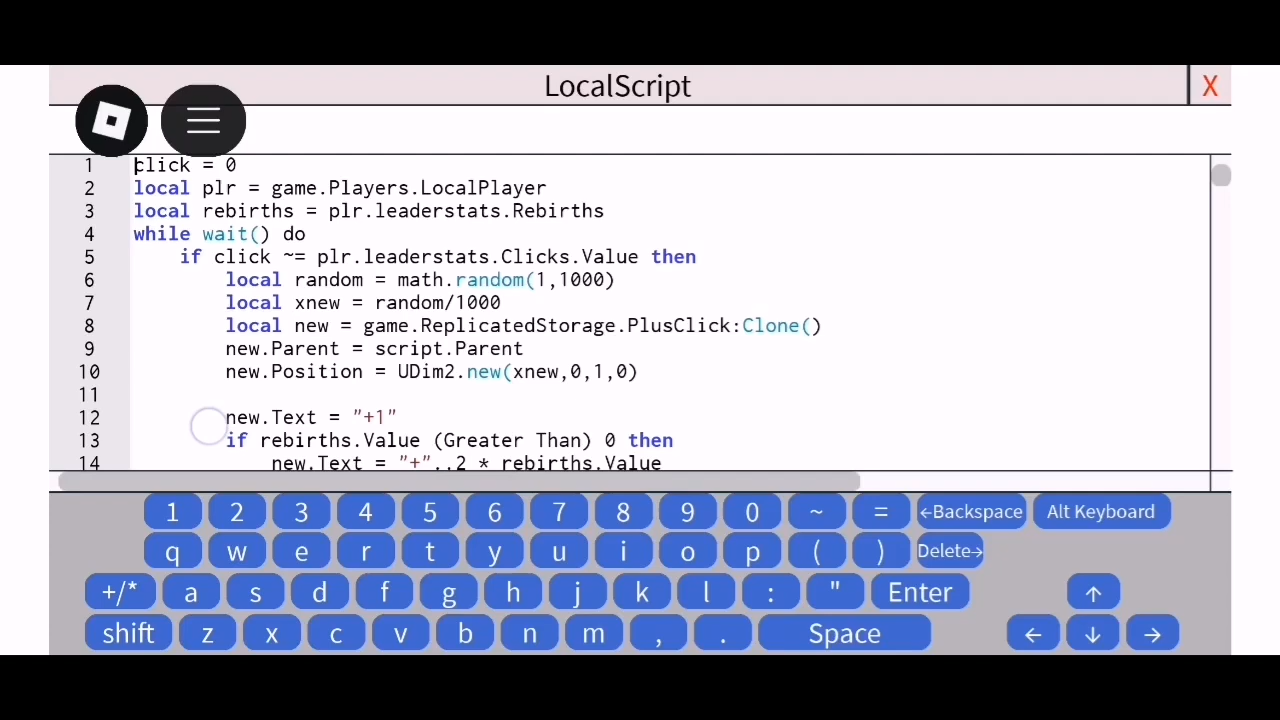 LocalScript X
1 click = 0
2 local plr = game.Players.LocalPlayer
3 local rebirths = plr.leaderstats.Rebirths
4 while wait() do
5 if click ~= plr.leaderstats.Clicks.Value then
6 local random = math.random(1,1000)
7 local xnew = random/1000
8 local new = game.ReplicatedStorage.PlusClick:Clone()
9 new.Parent = script.Parent
10 new.Position = UDim2.new(xnew,0,1,0)
11
12 new.Text = "+1"
13 if rebirths.Value (Greater Than) 0 then
14 new.Text = "+"..2 * rebirths.Value
1 2 3 4 5 6 7 8 9 0 ~ = ←Backspace Alt Keyboard
q w e r t y u i o p ( ) Delete→
+/* a s d f g h j k l : " Enter ↑
shift z x c v b n m , . Space ← ↓ →